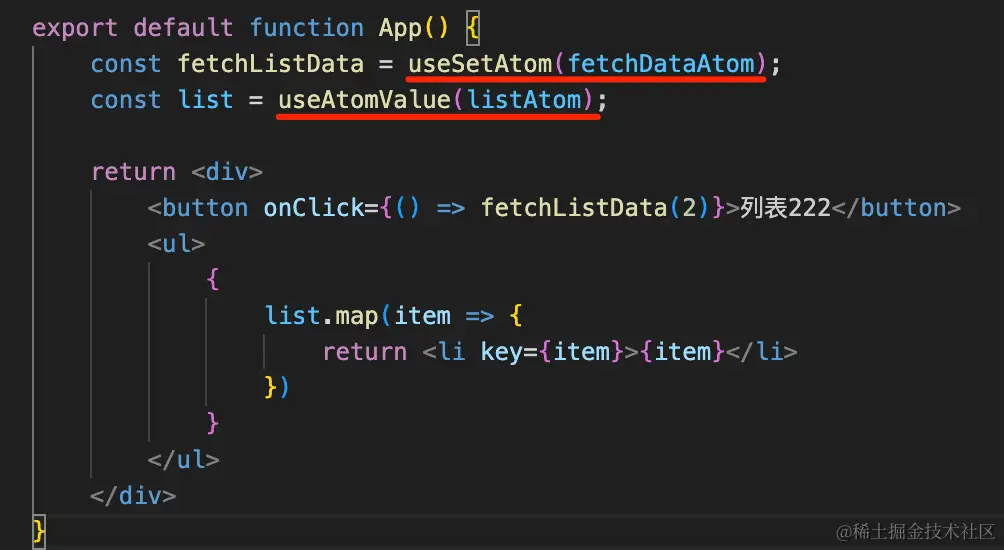 export default function App() {
    const fetchListData = useSetAtom(fetchDataAtom);
    const list = useAtomValue(listAtom);

    return <div>
        <button onClick={() => fetchListData(2)}>列表222</button>
        <ul>
            {
                list.map(item => {
                    return <li key={item}>{item}</li>
                })
            }
        </ul>
    </div>
}
@稀土掘金技术社区